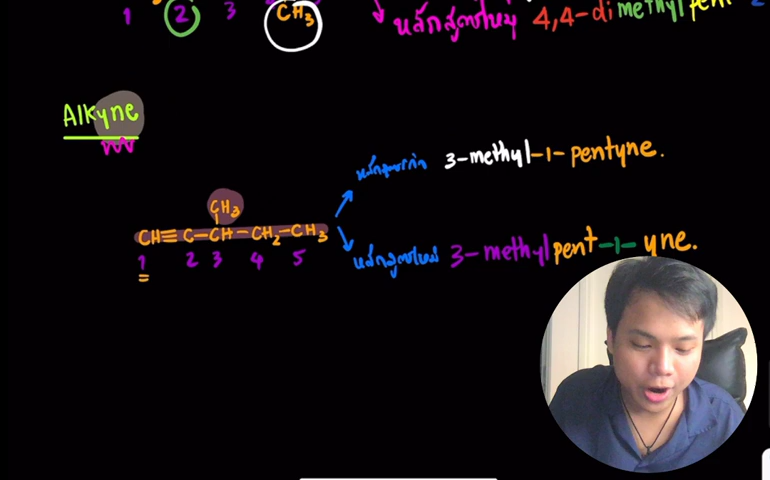 1 2 3 CH3
หลักสูตรใหม่ 4,4-dimethyl pent
Alkyne
หลักสูตรเก่า 3-methyl-1-pentyne.
CH3
CH≡C-CH-CH2-CH3
1 2 3 4 5
หลักสูตรใหม่ 3-methylpent-1-yne.